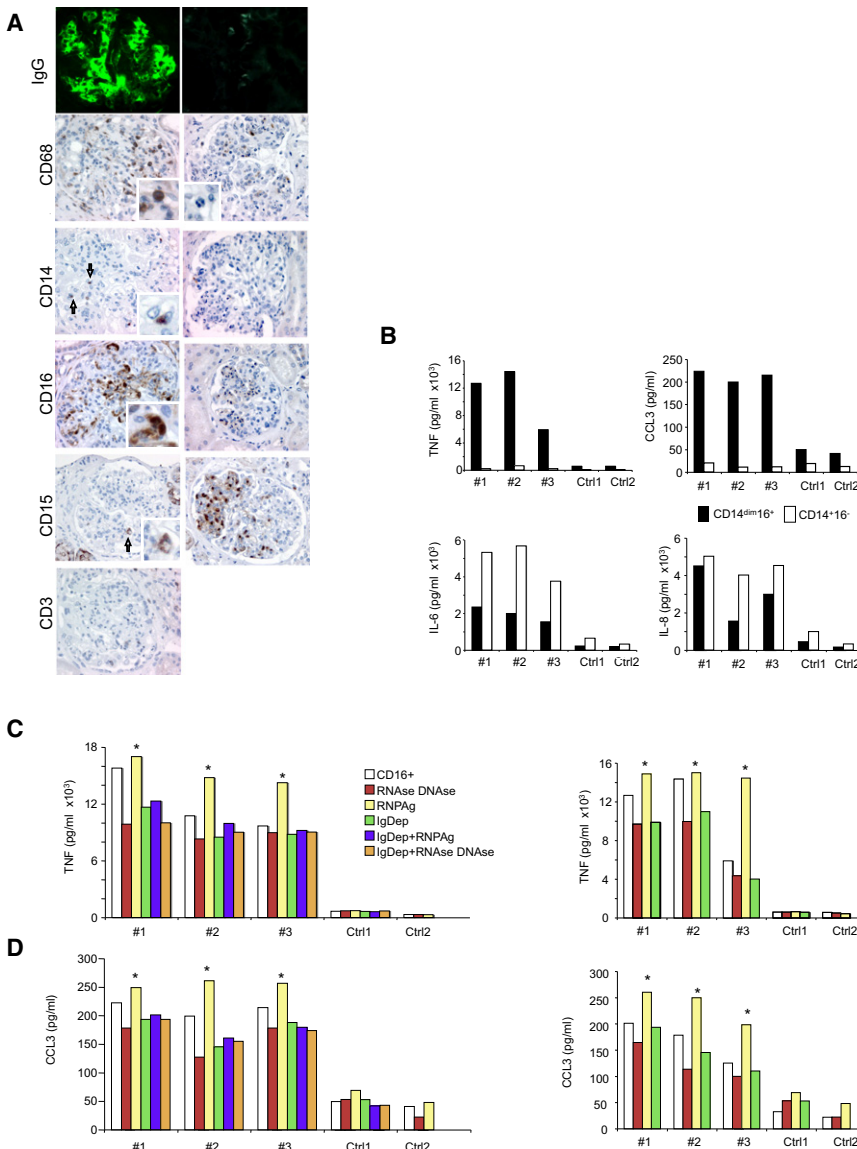 A
IgG
CD68
CD14
CD16
CD15
CD3
B
TNF (pg/ml x10³)
16
12
8
4
0
#1 #2 #3 Ctrl1 Ctrl2
CCL3 (pg/ml)
250
200
150
100
50
0
#1 #2 #3 Ctrl1 Ctrl2
CD14ᵈⁱᵐ16⁺ CD14⁺16⁻
IL-6 (pg/ml x10³)
6
4
2
0
#1 #2 #3 Ctrl1 Ctrl2
IL-8 (pg/ml x10³)
6
4
2
0
#1 #2 #3 Ctrl1 Ctrl2
C
TNF (pg/ml x10³)
18
12
9
6
3
0
* * *
#1 #2 #3 Ctrl1 Ctrl2
CD16+
RNAse DNAse
RNPAg
IgDep
IgDep+RNPAg
IgDep+RNAse DNAse
TNF (pg/ml x10³)
16
12
8
4
0
* * *
#1 #2 #3 Ctrl1 Ctrl2
D
CCL3 (pg/ml)
300
250
200
150
100
50
0
* * *
#1 #2 #3 Ctrl1 Ctrl2
CCL3 (pg/ml)
300
250
200
150
100
50
0
* * *
#1 #2 #3 Ctrl1 Ctrl2